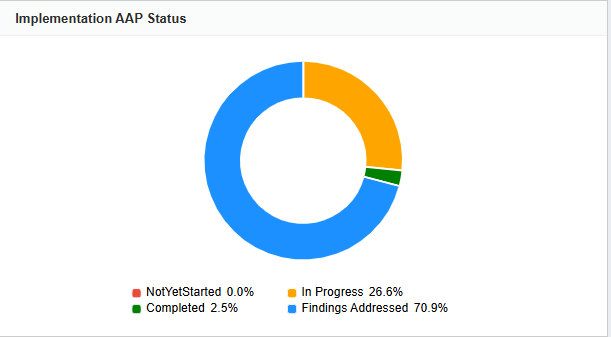 Implementation AAP Status
NotYetStarted 0.0% In Progress 26.6%
Completed 2.5% Findings Addressed 70.9%